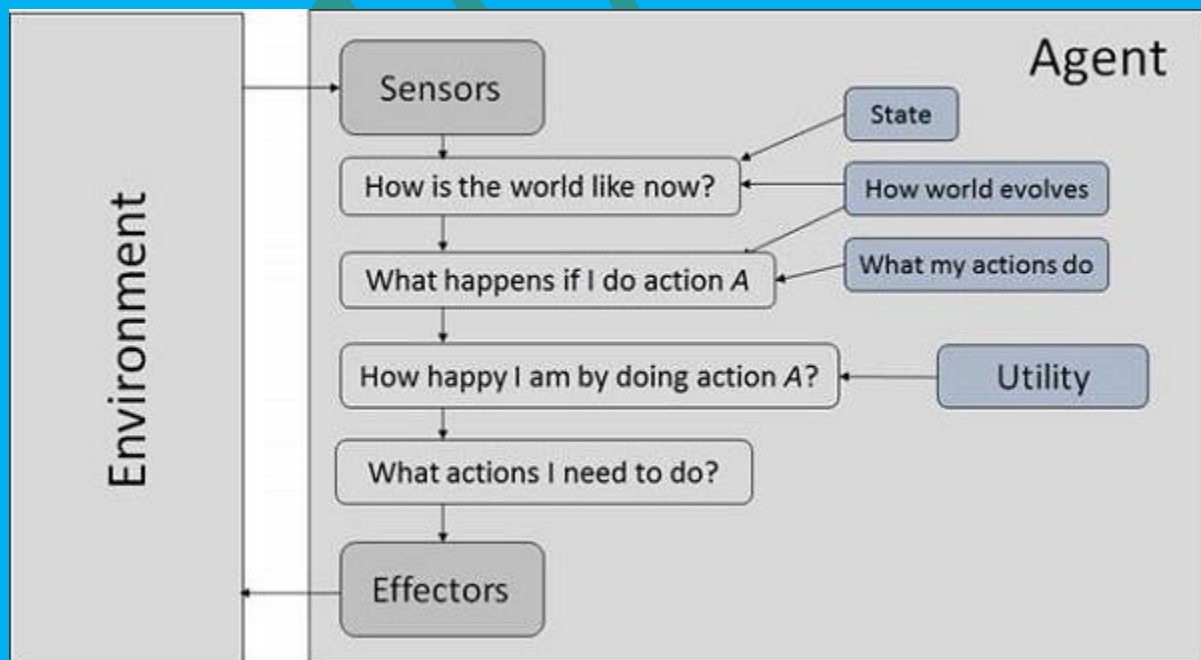 Agent
Environment
Sensors
State
How is the world like now?
How world evolves
What happens if I do action A
What my actions do
How happy I am by doing action A?
Utility
What actions I need to do?
Effectors